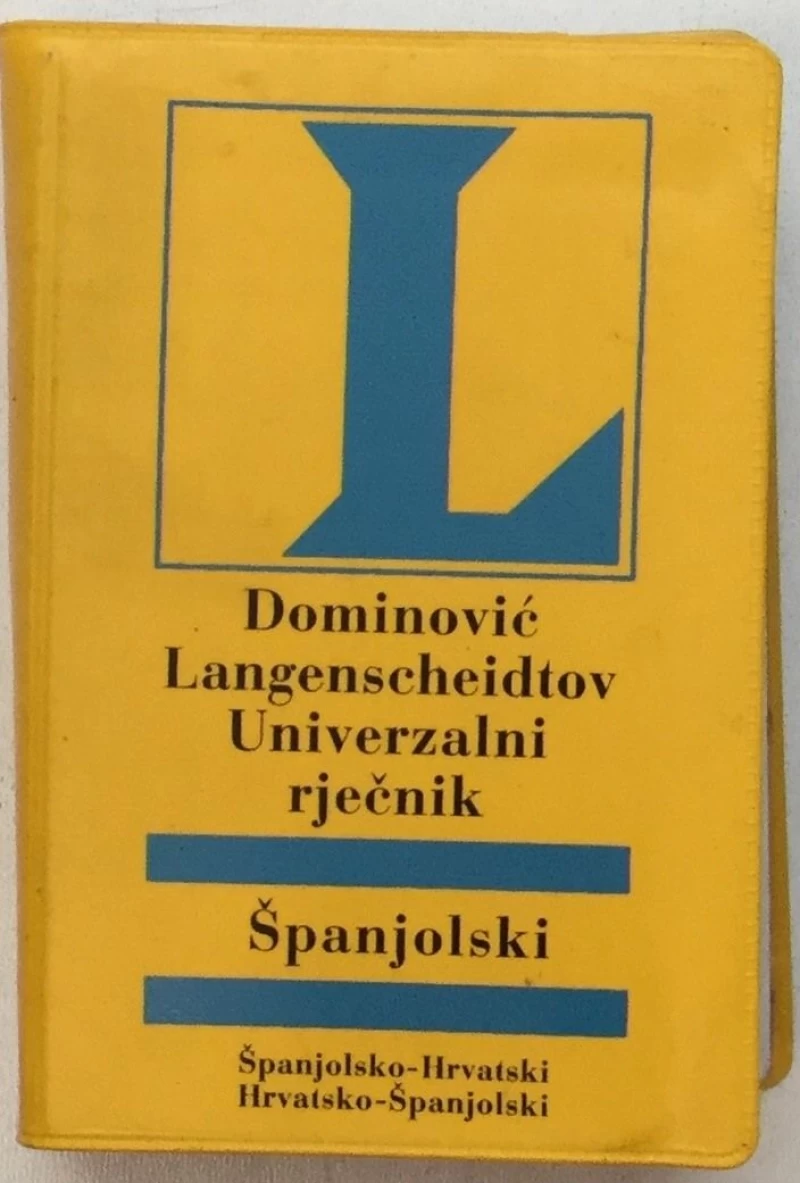 L
Dominović
Langenscheidtov
Univerzalni
rječnik
Španjolski
Španjolsko-Hrvatski
Hrvatsko-Španjolski